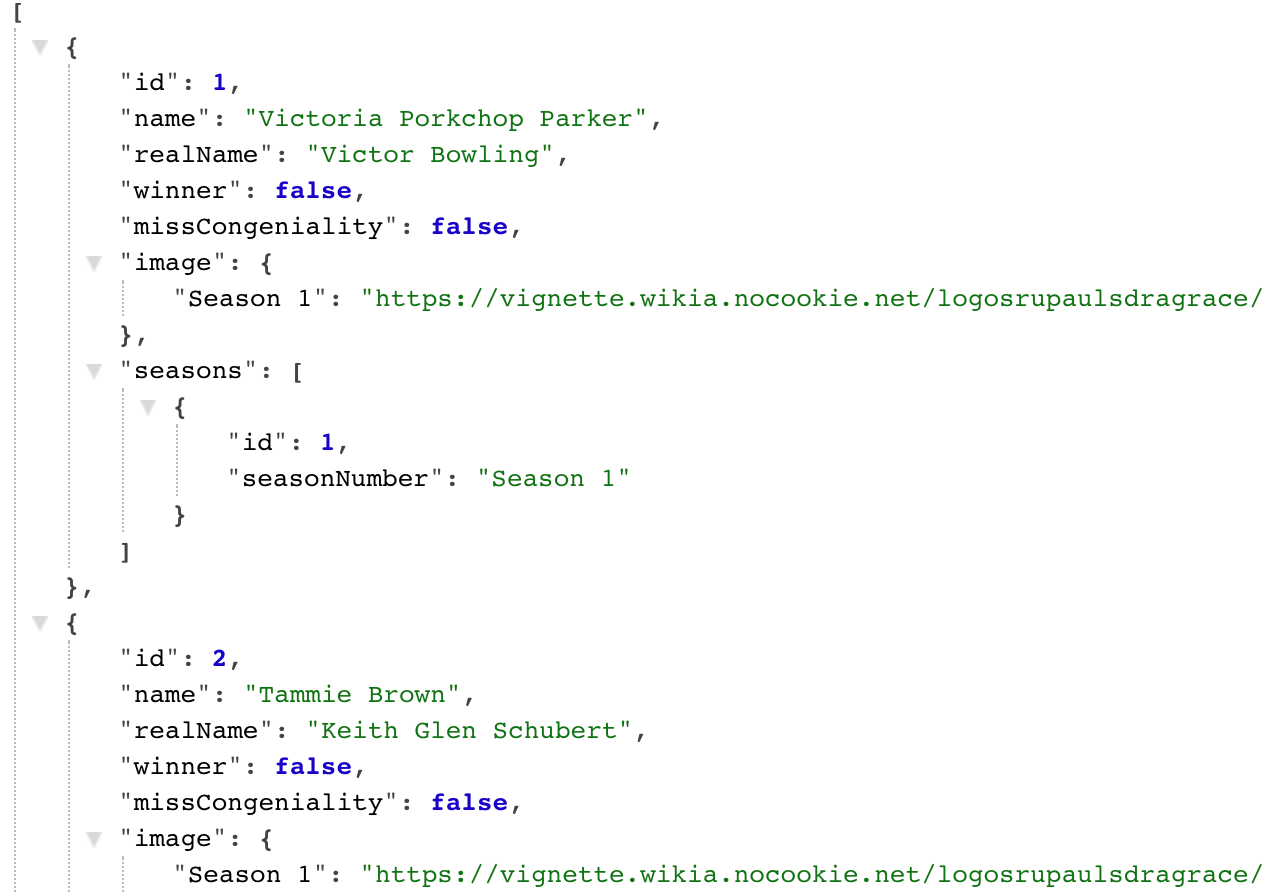 [
{
"id": 1,
"name": "Victoria Porkchop Parker",
"realName": "Victor Bowling",
"winner": false,
"missCongeniality": false,
"image": {
"Season 1": "https://vignette.wikia.nocookie.net/logosrupaulsdragrace/
},
"seasons": [
{
"id": 1,
"seasonNumber": "Season 1"
}
]
},
{
"id": 2,
"name": "Tammie Brown",
"realName": "Keith Glen Schubert",
"winner": false,
"missCongeniality": false,
"image": {
"Season 1": "https://vignette.wikia.nocookie.net/logosrupaulsdragrace/